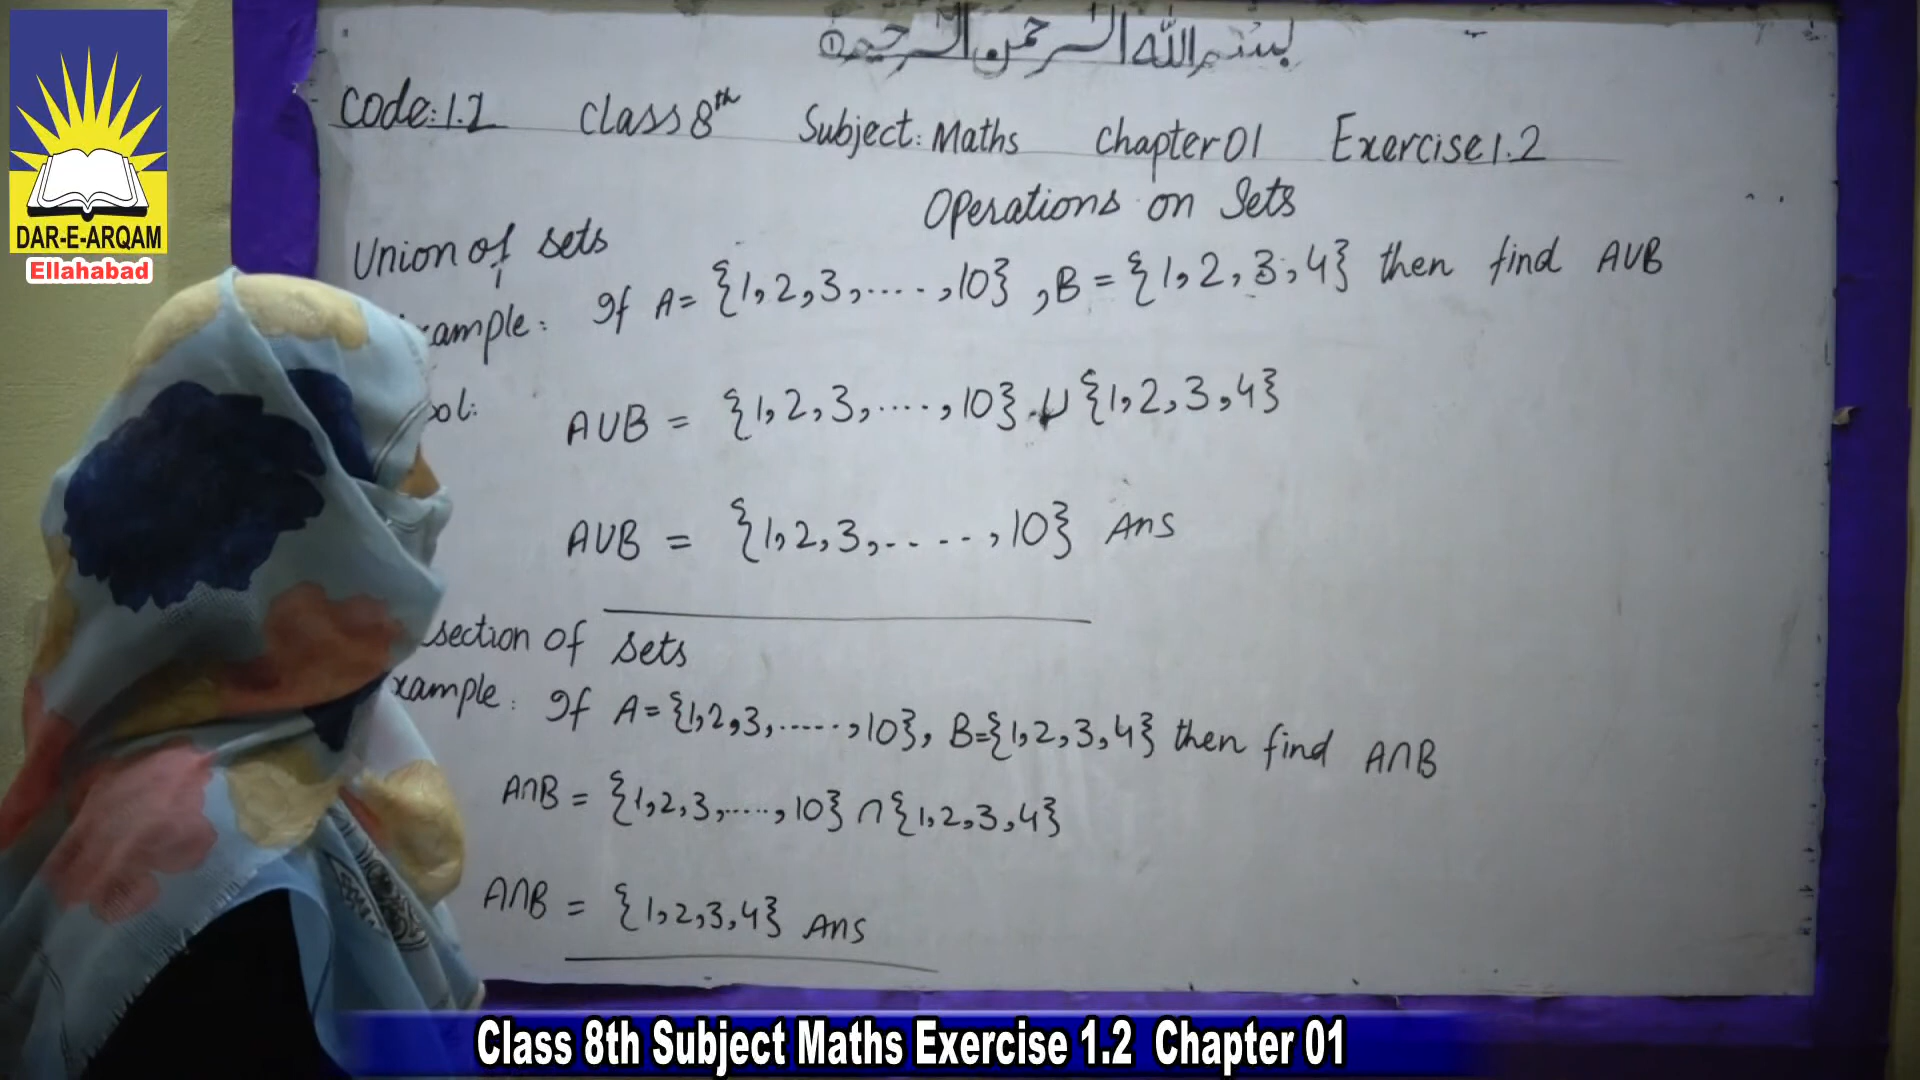 DAR-E-ARQAM
Ellahabad
بسم الله الرحمن الرحيم
Code:1.2 Class 8th Subject: Maths Chapter 01 Exercise 1.2
Operations on Sets
Union of sets
xample: If A= {1,2,3,....,10} ,B = {1,2,3,4} then find A∪B
ol:
A∪B = {1,2,3,....,10} ∪ {1,2,3,4}
A∪B = {1,2,3,.....,10} Ans
section of sets
xample: If A={1,2,3,......,10}, B={1,2,3,4} then find A∩B
A∩B = {1,2,3,.....,10} ∩ {1,2,3,4}
A∩B = {1,2,3,4} Ans
Class 8th Subject Maths Exercise 1.2 Chapter 01